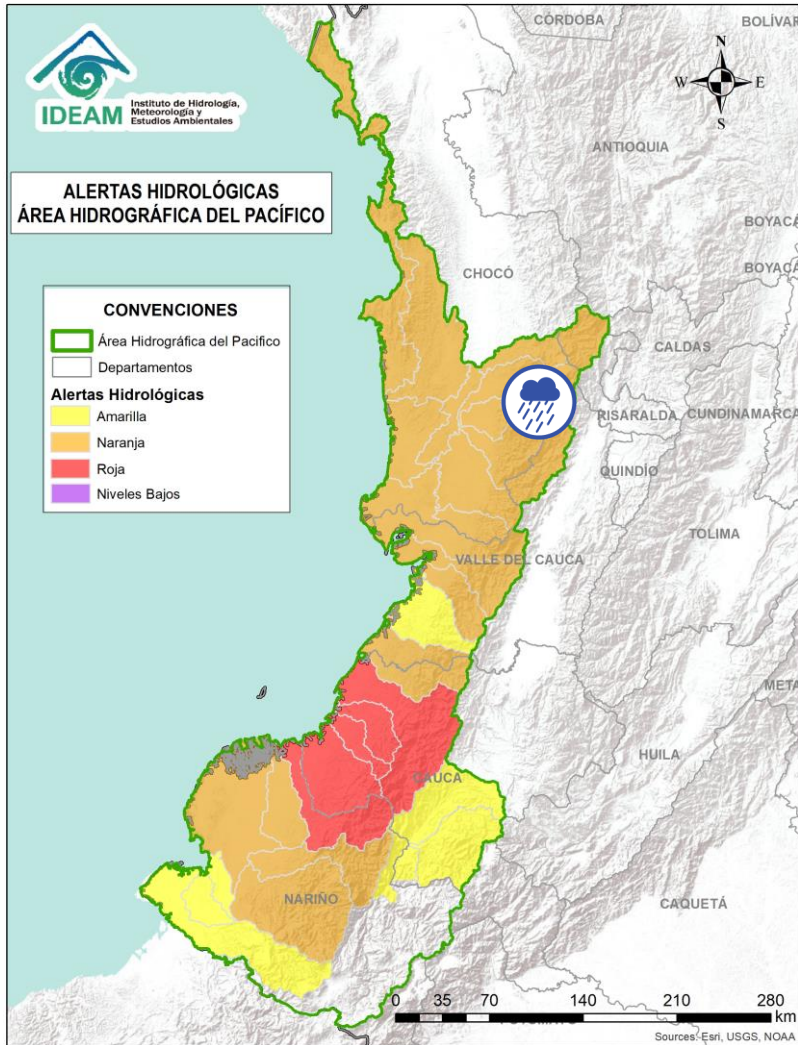 IDEAM
Instituto de Hidrología,
Meteorología y
Estudios Ambientales
ALERTAS HIDROLÓGICAS
ÁREA HIDROGRÁFICA DEL PACÍFICO
CONVENCIONES
Área Hidrográfica del Pacifico
Departamentos
Alertas Hidrológicas
Amarilla
Naranja
Roja
Niveles Bajos
N
W
E
S
CÓRDOBA
BOLÍVAR
ANTIOQUIA
BOYACÁ
CHOCÓ
BOYACÁ
CALDAS
RISARALDA
CUNDINAMARCA
QUINDÍO
TOLIMA
VALLE DEL CAUCA
META
HUILA
CAUCA
NARIÑO
CAQUETÁ
0 35 70 140 210 280
km
Sources: Esri, USGS, NOAA